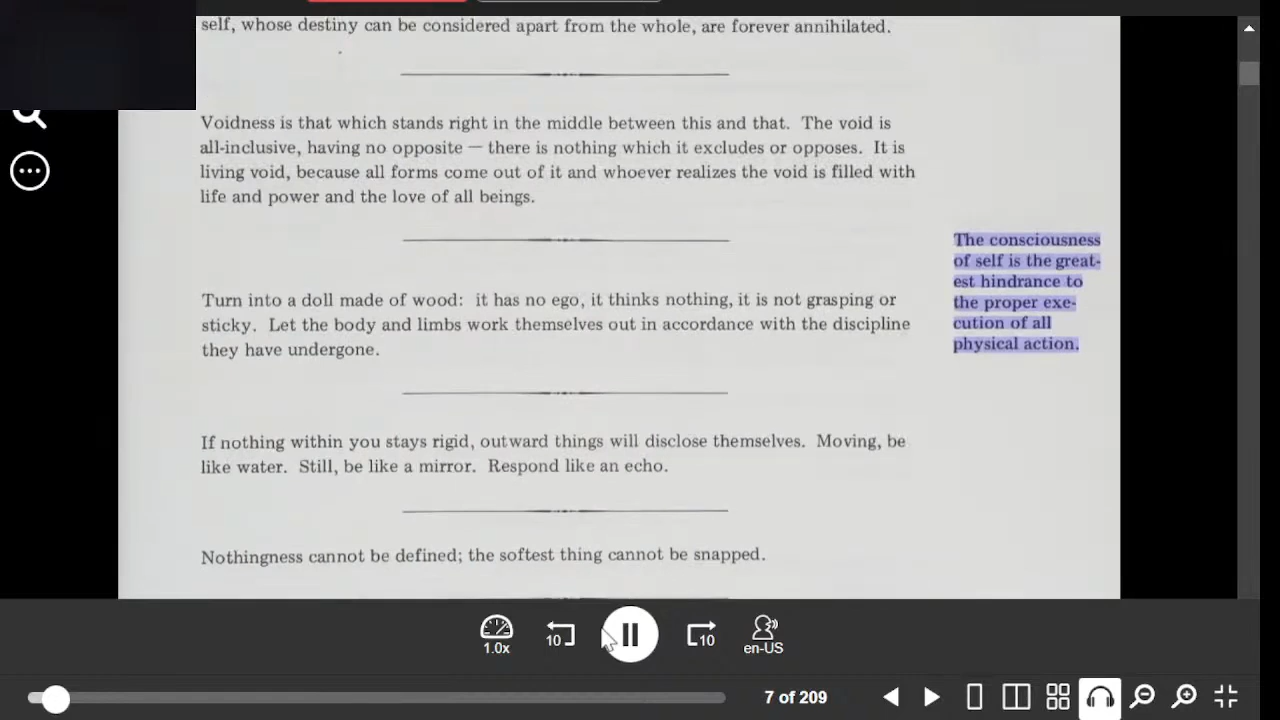 self, whose destiny can be considered apart from the whole, are forever annihilated.
Voidness is that which stands right in the middle between this and that. The void is
all-inclusive, having no opposite — there is nothing which it excludes or opposes. It is
living void, because all forms come out of it and whoever realizes the void is filled with
life and power and the love of all beings.
Turn into a doll made of wood: it has no ego, it thinks nothing, it is not grasping or
sticky. Let the body and limbs work themselves out in accordance with the discipline
they have undergone.
The consciousness
of self is the great-
est hindrance to
the proper exe-
cution of all
physical action.
If nothing within you stays rigid, outward things will disclose themselves. Moving, be
like water. Still, be like a mirror. Respond like an echo.
Nothingness cannot be defined; the softest thing cannot be snapped.
1.0x
10
10
en-US
7 of 209